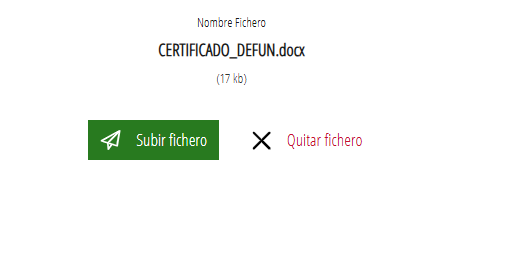 Nombre Fichero
CERTIFICADO_DEFUN.docx
(17 kb)
Subir fichero
Quitar fichero